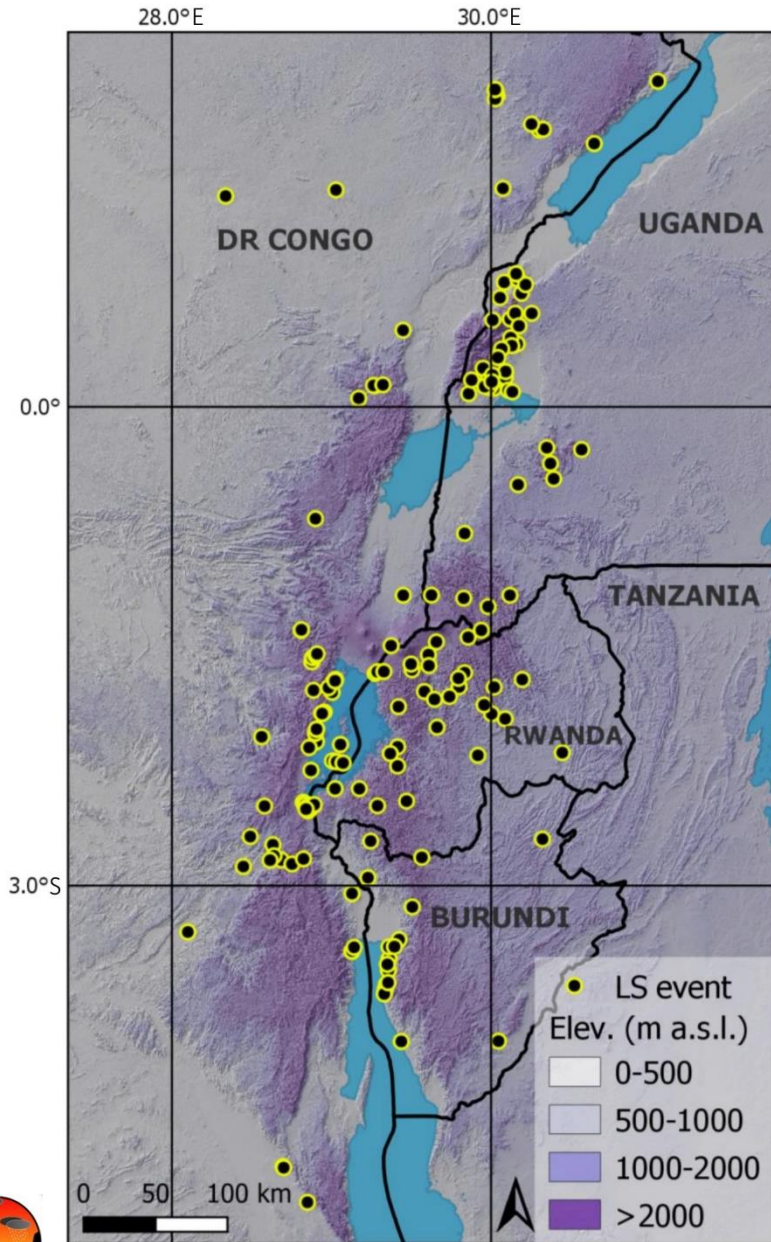 28.0°E 30.0°E
UGANDA
DR CONGO
0.0°
TANZANIA
RWANDA
3.0°S
BURUNDI
LS event
Elev. (m a.s.l.)
0-500
500-1000
1000-2000
>2000
0 50 100 km